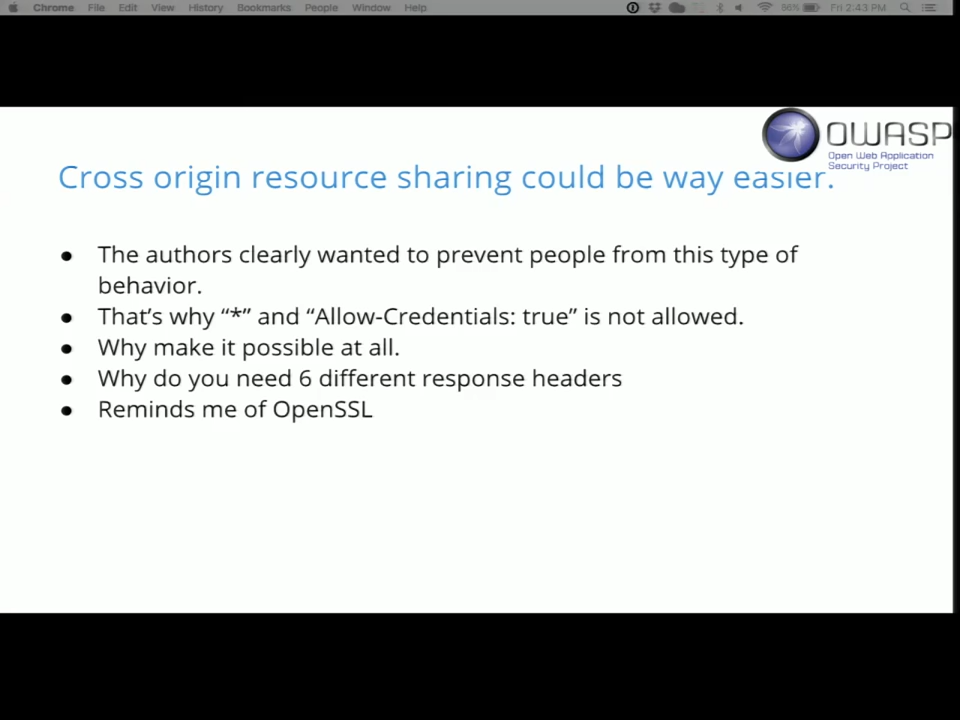 Chrome File Edit View History Bookmarks People Window Help 86% Fri 2:43 PM
OWASP
Open Web Application
Security Project
Cross origin resource sharing could be way easier.
● The authors clearly wanted to prevent people from this type of
behavior.
● That’s why “*” and “Allow-Credentials: true” is not allowed.
● Why make it possible at all.
● Why do you need 6 different response headers
● Reminds me of OpenSSL